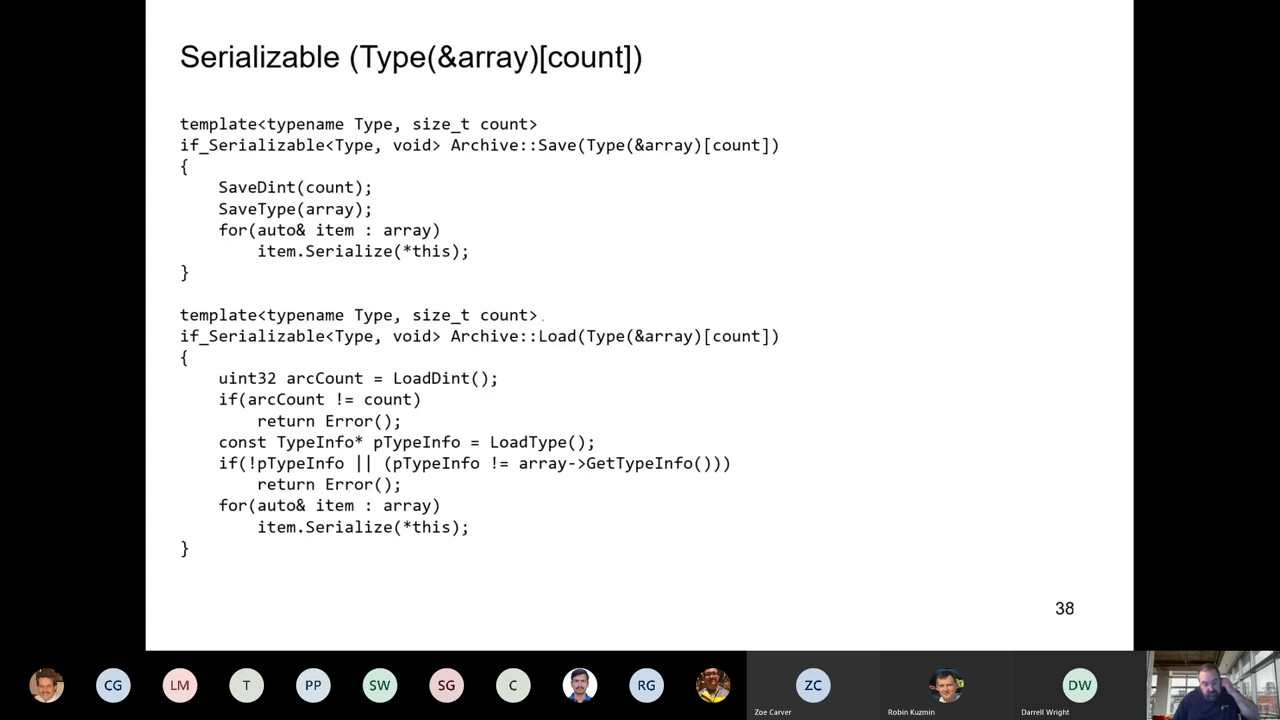 Serializable (Type(&array)[count])
template<typename Type, size_t count>
if_Serializable<Type, void> Archive::Save(Type(&array)[count])
{
    SaveDint(count);
    SaveType(array);
    for(auto& item : array)
        item.Serialize(*this);
}
template<typename Type, size_t count>
if_Serializable<Type, void> Archive::Load(Type(&array)[count])
{
    uint32 arcCount = LoadDint();
    if(arcCount != count)
        return Error();
    const TypeInfo* pTypeInfo = LoadType();
    if(!pTypeInfo || (pTypeInfo != array->GetTypeInfo()))
        return Error();
    for(auto& item : array)
        item.Serialize(*this);
}
38
CG LM T PP SW SG C RG ZC DW
Zoe Carver Robin Kuzmin Darrell Wright